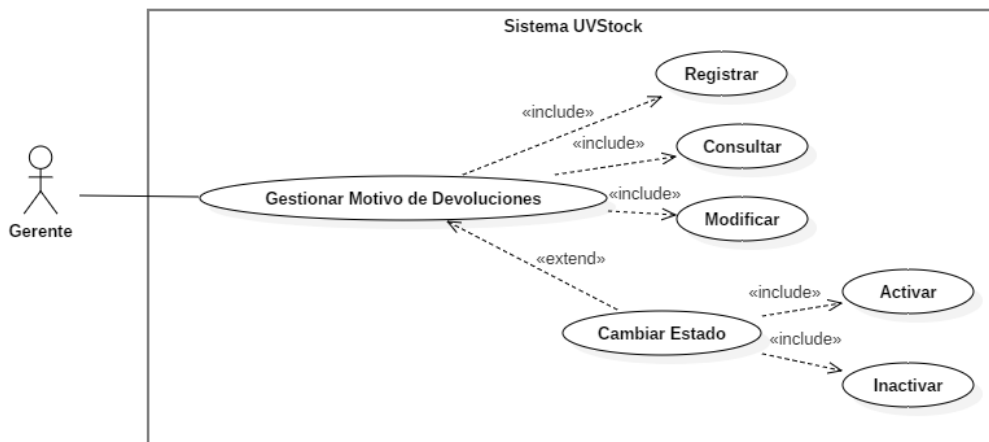 Sistema UVStock
Registrar
«include»
«include»
Consultar
Gestionar Motivo de Devoluciones
«include»
Modificar
Gerente
«extend»
«include»
Activar
Cambiar Estado
«include»
Inactivar